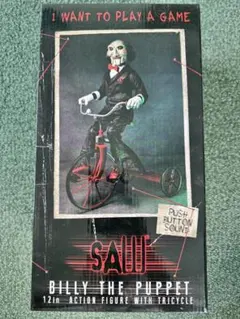 I WANT TO PLAY A GAME
PUSH
BUTTON
SOUND
SAW
BILLY THE PUPPET
12in ACTION FIGURE WITH TRICYCLE